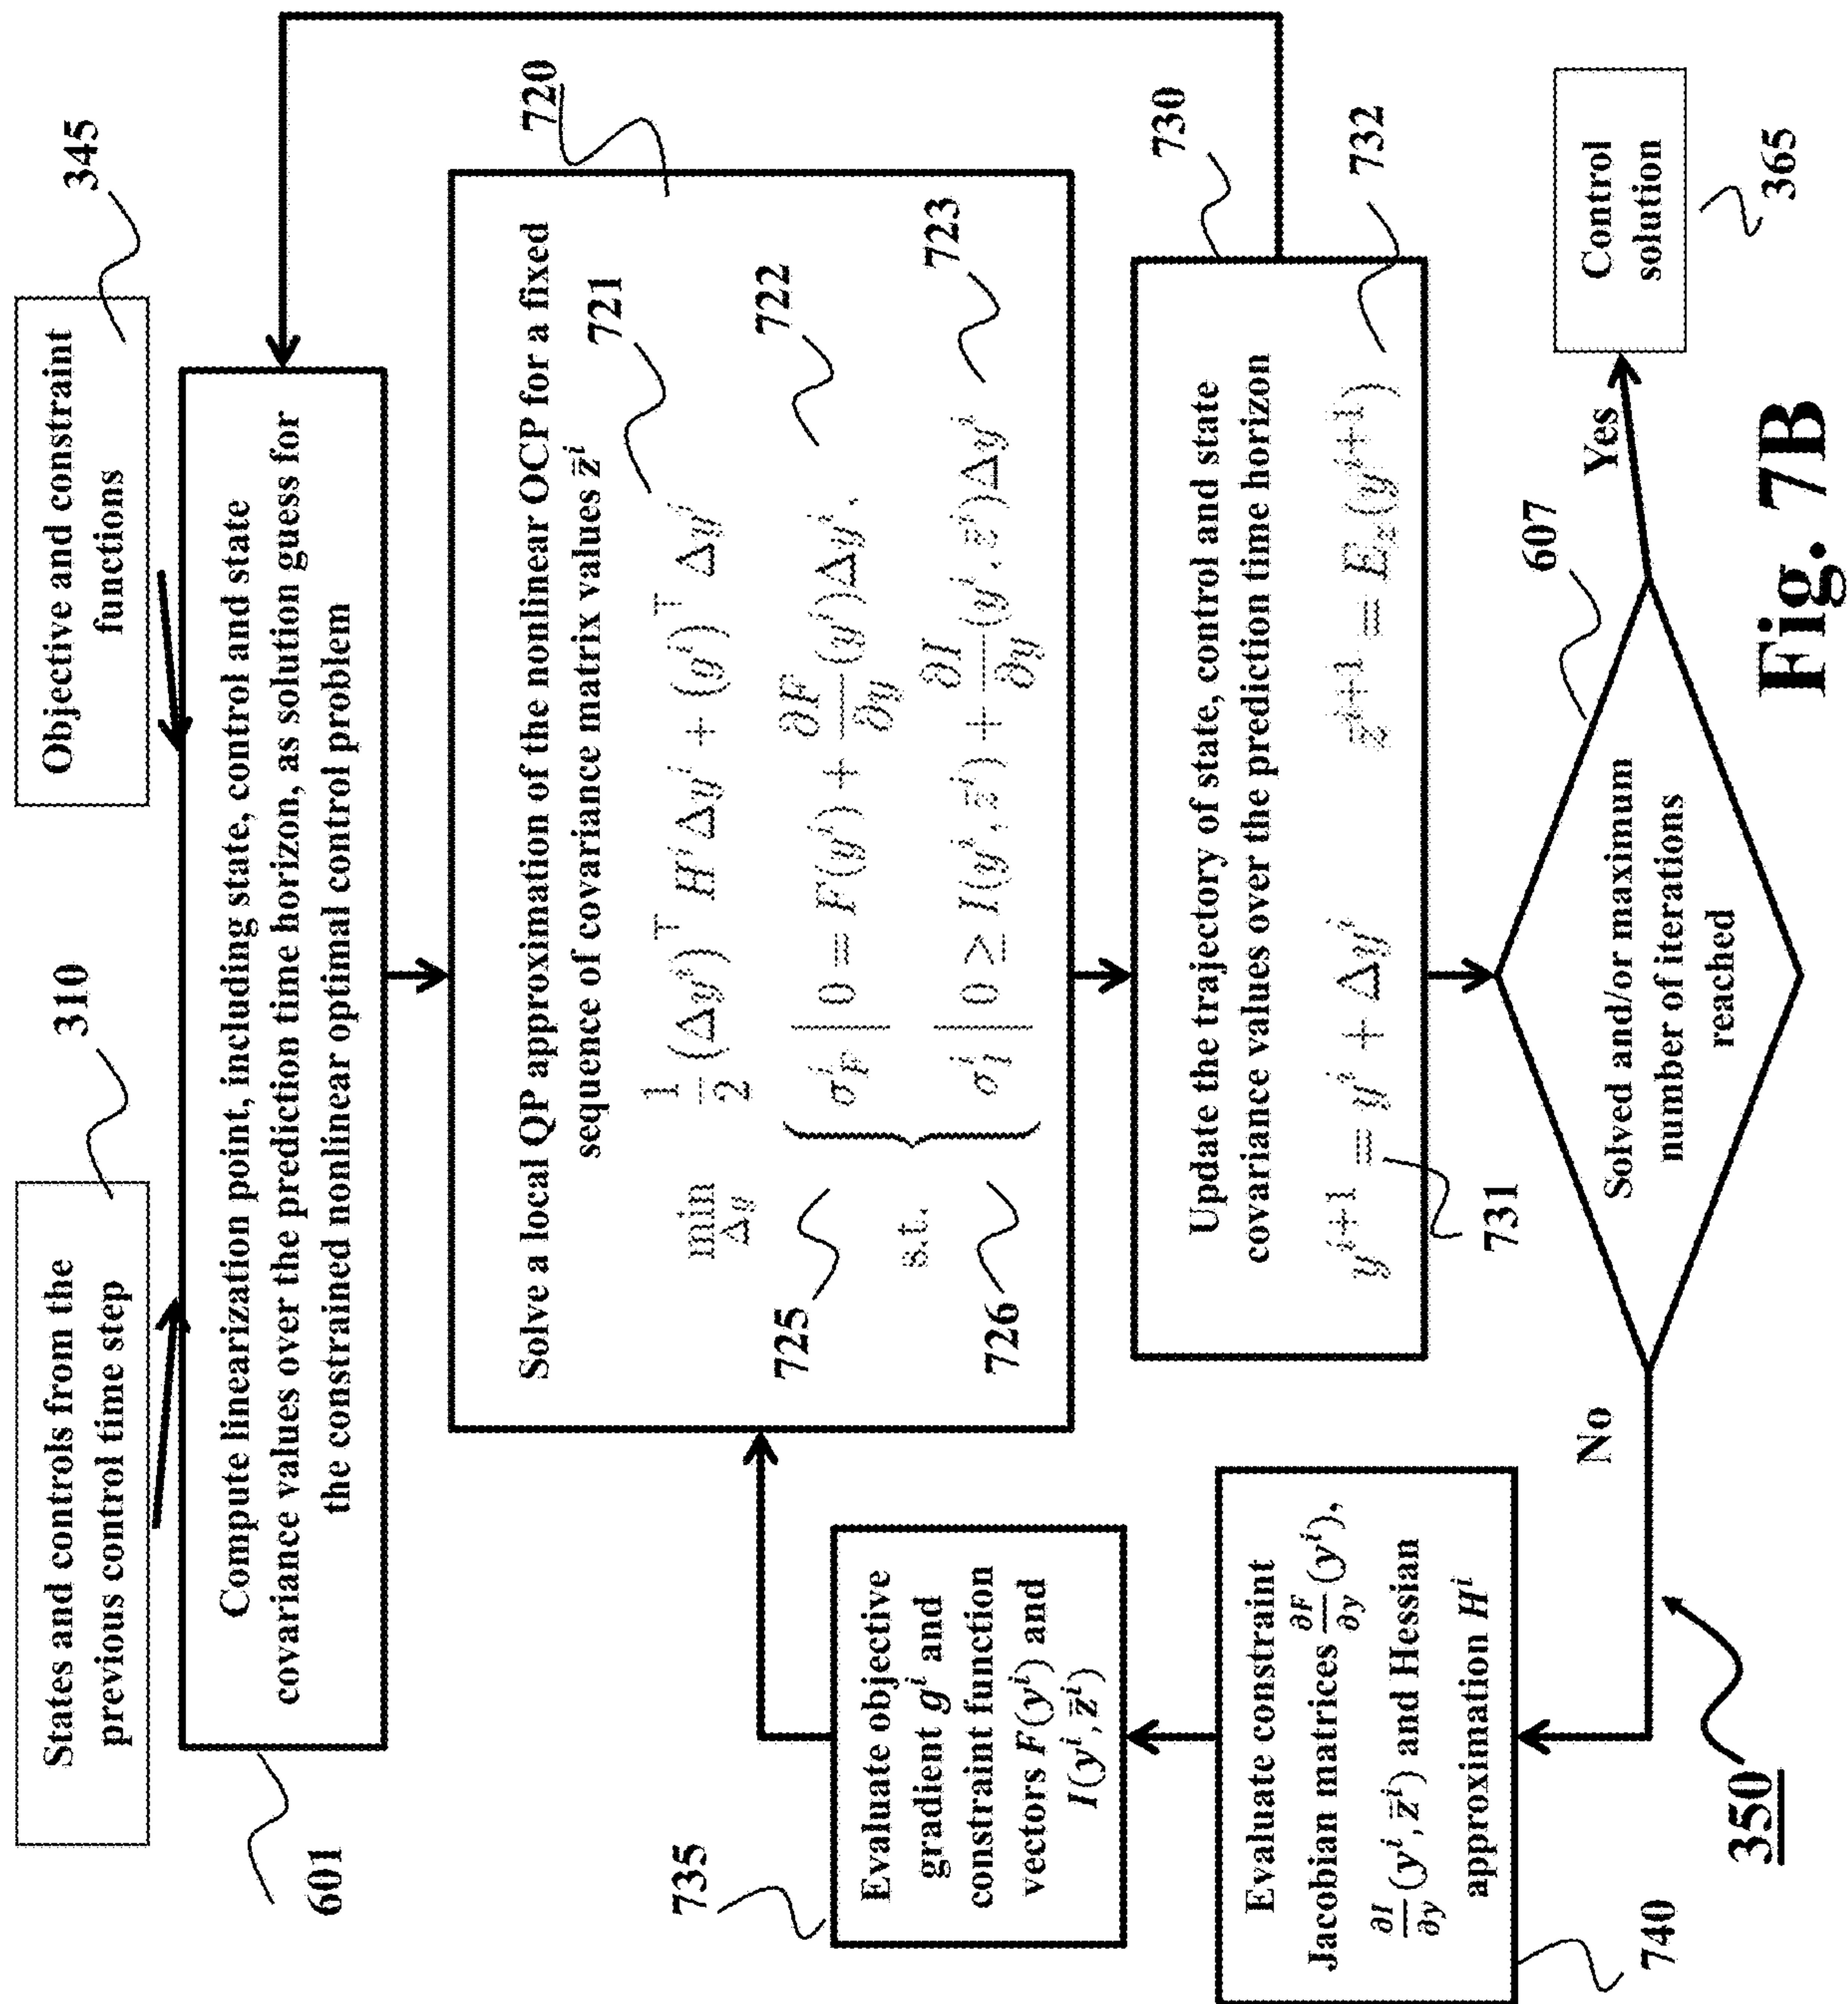 States and controls from the
previous control time step
310
Objective and constraint
functions
345
Compute linearization point, including state, control and state
covariance values over the prediction time horizon, as solution guess for
the constrained nonlinear optimal control problem
601
Solve a local QP approximation of the nonlinear OCP for a fixed
sequence of covariance matrix values z̄ⁱ
720
min 1/2 (Δyⁱ)ᵀ Hⁱ Δyⁱ + (gⁱ)ᵀ Δyⁱ
Δy
721
725
σ_Fⁱ | 0 = F(yⁱ) + ∂F/∂y (yⁱ)Δyⁱ,
722
s.t.
726
σ_Iⁱ | 0 ≥ I(yⁱ, z̄ⁱ) + ∂I/∂y (yⁱ, z̄ⁱ)Δyⁱ
723
735
Evaluate objective
gradient gⁱ and
constraint function
vectors F(yⁱ) and
I(yⁱ, z̄ⁱ)
Update the trajectory of state, control and state
covariance values over the prediction time horizon
730
yⁱ⁺¹ = yⁱ + Δyⁱ z̄ⁱ⁺¹ = E_z(yⁱ⁺¹)
731
732
740
Evaluate constraint
Jacobian matrices ∂F/∂y (yⁱ),
∂I/∂y (yⁱ, z̄ⁱ) and Hessian
approximation Hⁱ
Solved and/or maximum
number of iterations
reached
607
No
Yes
Control
solution
365
350
Fig. 7B